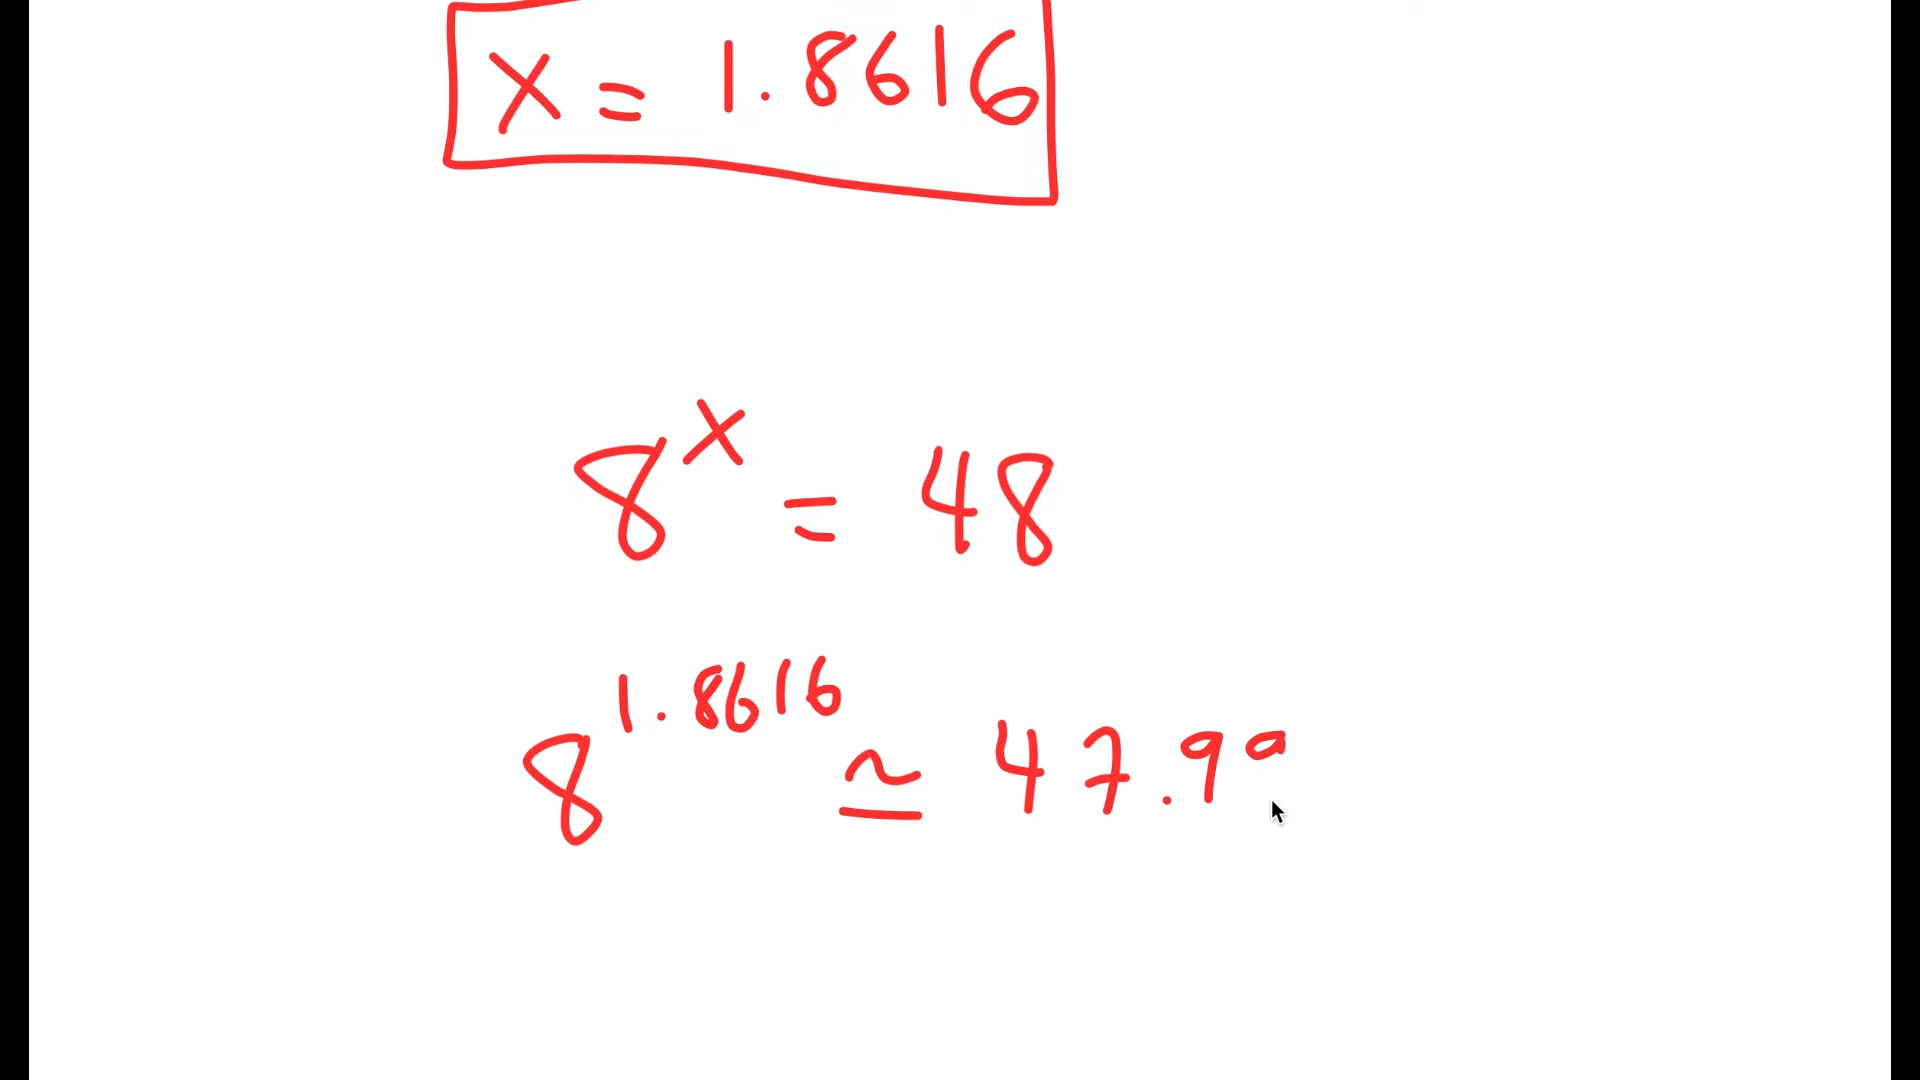 x = 1.8616
8^x = 48
8^1.8616 ≃ 47.99